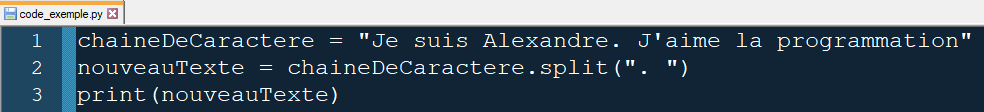 code_exemple.py
1 chaineDeCaractere = "Je suis Alexandre. J'aime la programmation"
2 nouveauTexte = chaineDeCaractere.split(". ")
3 print(nouveauTexte)